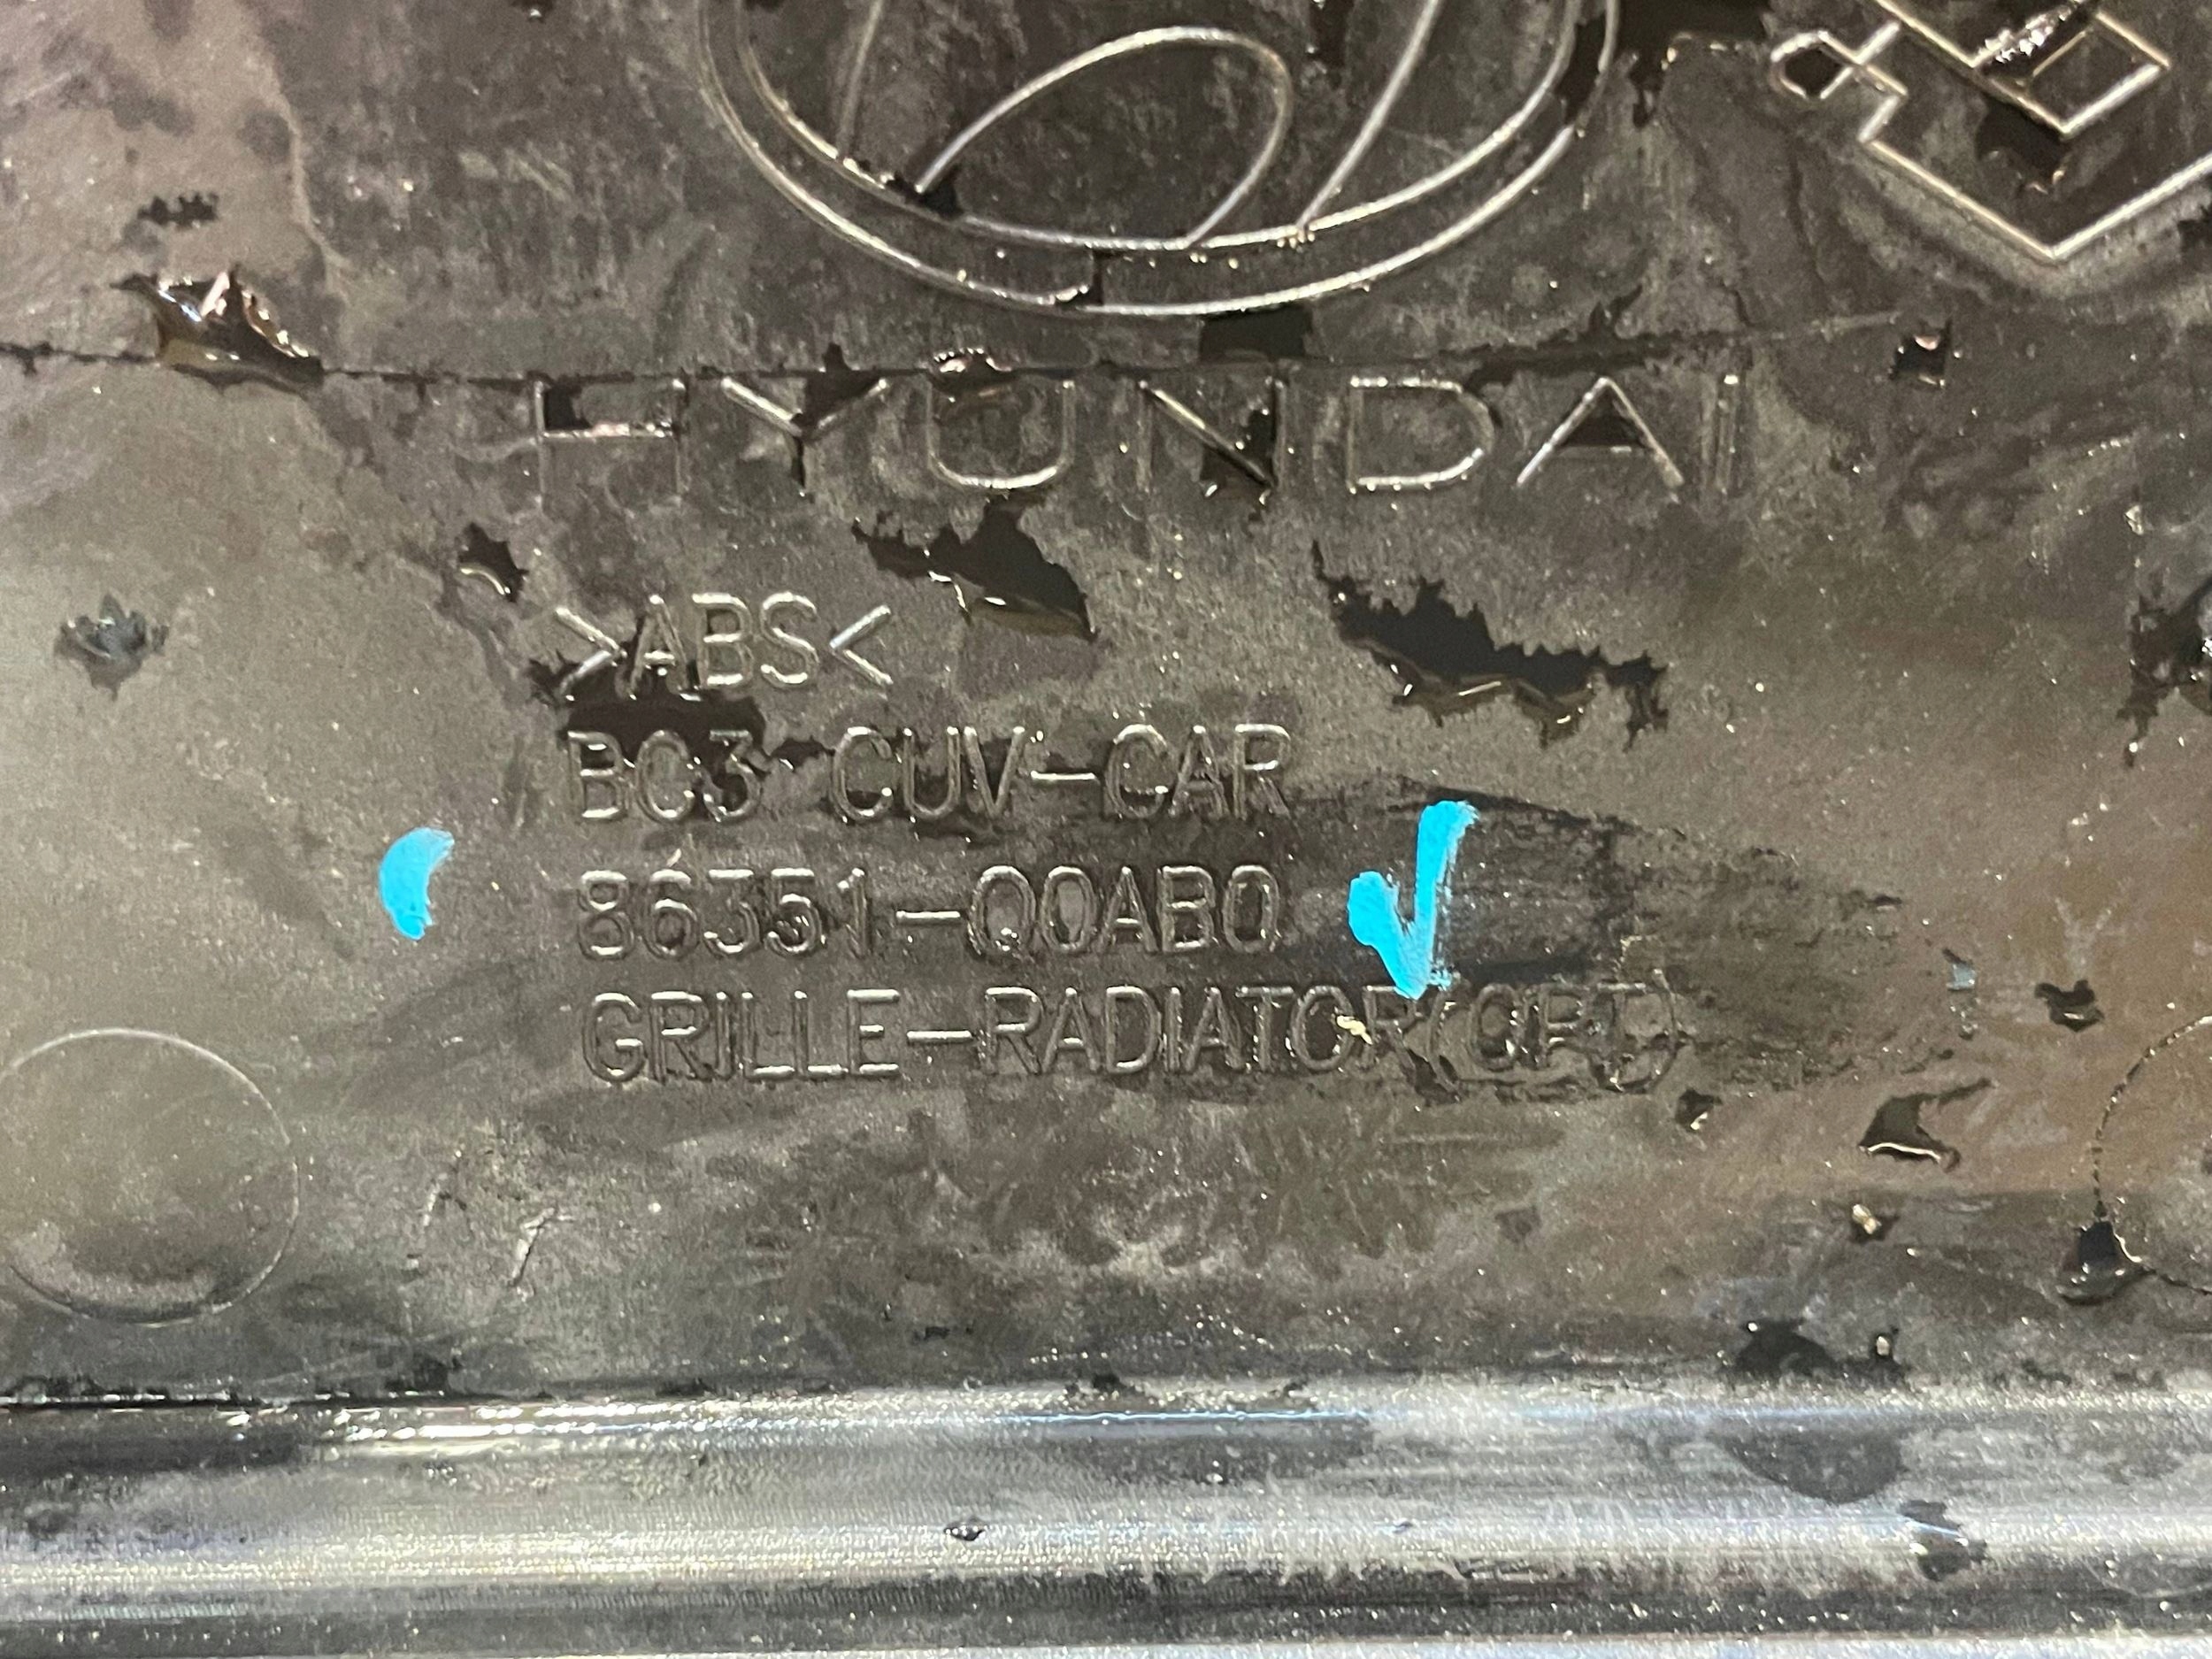 HYUNDAI
>ABS<
BC3 CUV-CAR
86351-Q0AB0
GRILLE-RADIATOR(OPT)